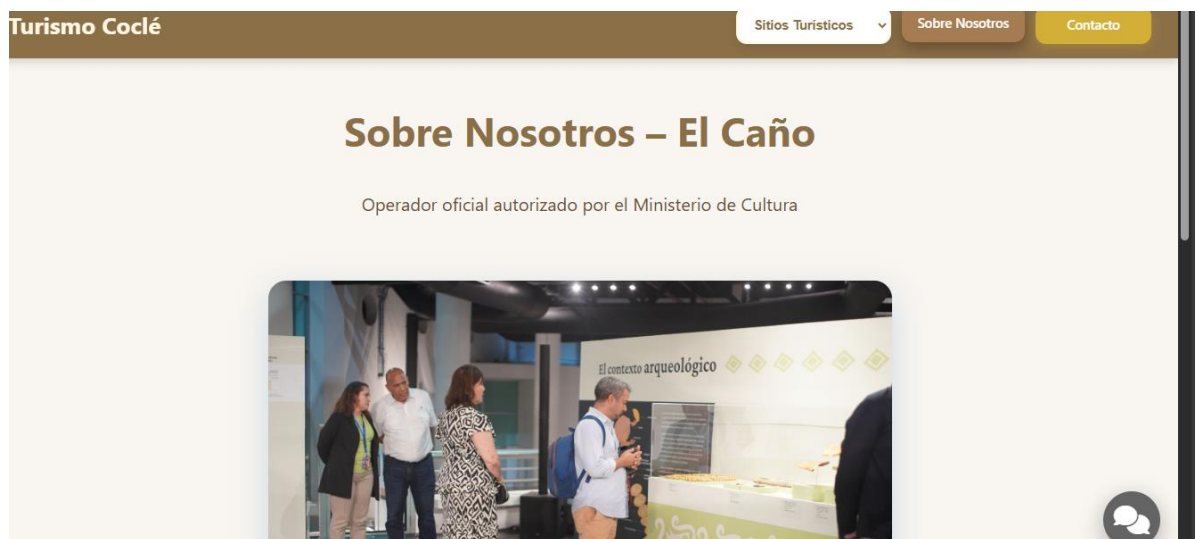 Turismo Coclé
Sitios Turísticos
Sobre Nosotros
Contacto
Sobre Nosotros – El Caño
Operador oficial autorizado por el Ministerio de Cultura
El contexto arqueológico